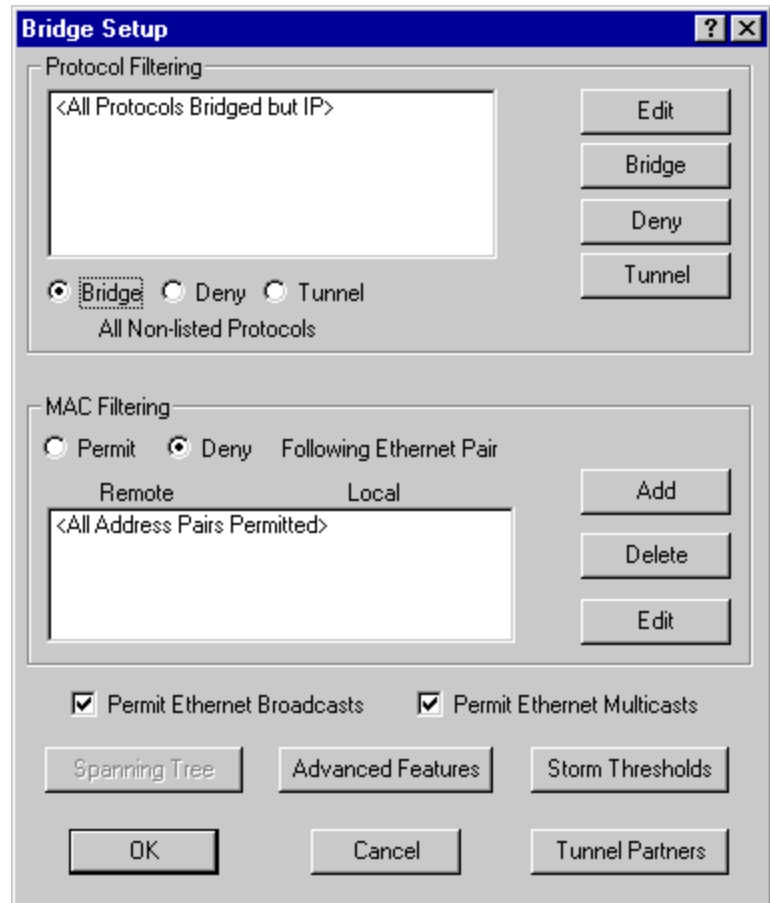 Bridge Setup
Protocol Filtering
<All Protocols Bridged but IP>
Edit
Bridge
Deny
Tunnel
Bridge Deny Tunnel
All Non-listed Protocols
MAC Filtering
Permit Deny Following Ethernet Pair
Remote Local
<All Address Pairs Permitted>
Add
Delete
Edit
Permit Ethernet Broadcasts Permit Ethernet Multicasts
Spanning Tree Advanced Features Storm Thresholds
OK Cancel Tunnel Partners